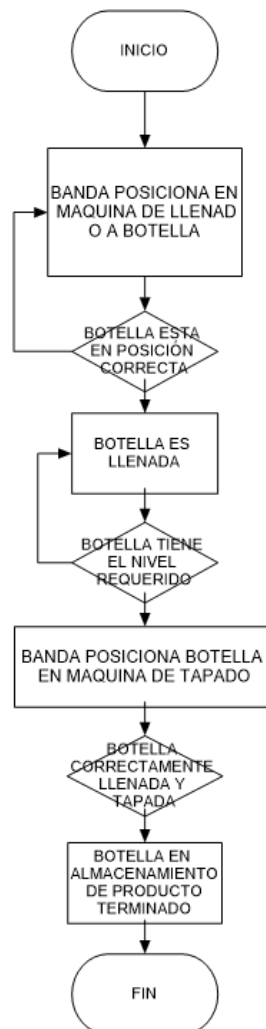 INICIO
BANDA POSICIONA EN
MAQUINA DE LLENAD
O A BOTELLA
BOTELLA ESTA
EN POSICIÓN
CORRECTA
BOTELLA ES
LLENADA
BOTELLA TIENE
EL NIVEL
REQUERIDO
BANDA POSICIONA BOTELLA
EN MAQUINA DE TAPADO
BOTELLA
CORRECTAMENTE
LLENADA Y
TAPADA
BOTELLA EN
ALMACENAMIENTO
DE PRODUCTO
TERMINADO
FIN